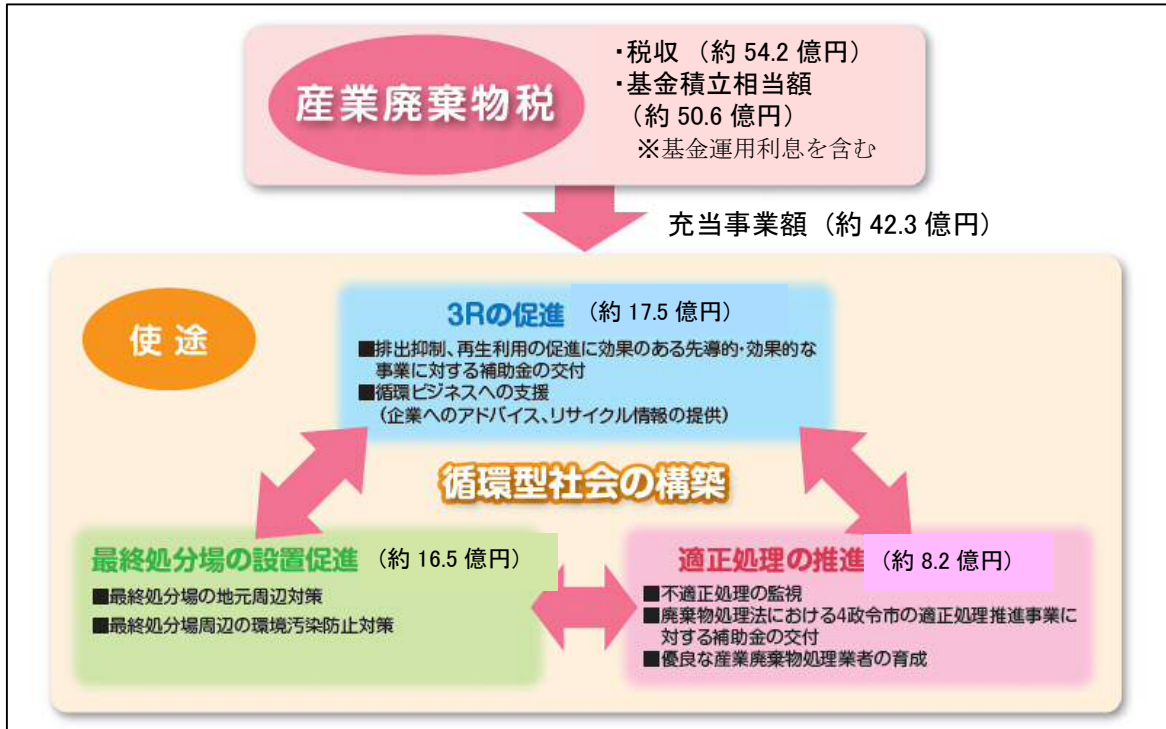 産業廃棄物税
・税収 （約 54.2 億円）
・基金積立相当額
（約 50.6 億円）
※基金運用利息を含む
充当事業額 （約 42.3 億円）
使途
3Rの促進 （約 17.5 億円）
■排出抑制、再生利用の促進に効果のある先導的・効果的な
事業に対する補助金の交付
■循環ビジネスへの支援
（企業へのアドバイス、リサイクル情報の提供）
循環型社会の構築
最終処分場の設置促進 （約 16.5 億円）
■最終処分場の地元周辺対策
■最終処分場周辺の環境汚染防止対策
適正処理の推進 （約 8.2 億円）
■不適正処理の監視
■廃棄物処理法における4政令市の適正処理推進事業に
対する補助金の交付
■優良な産業廃棄物処理業者の育成